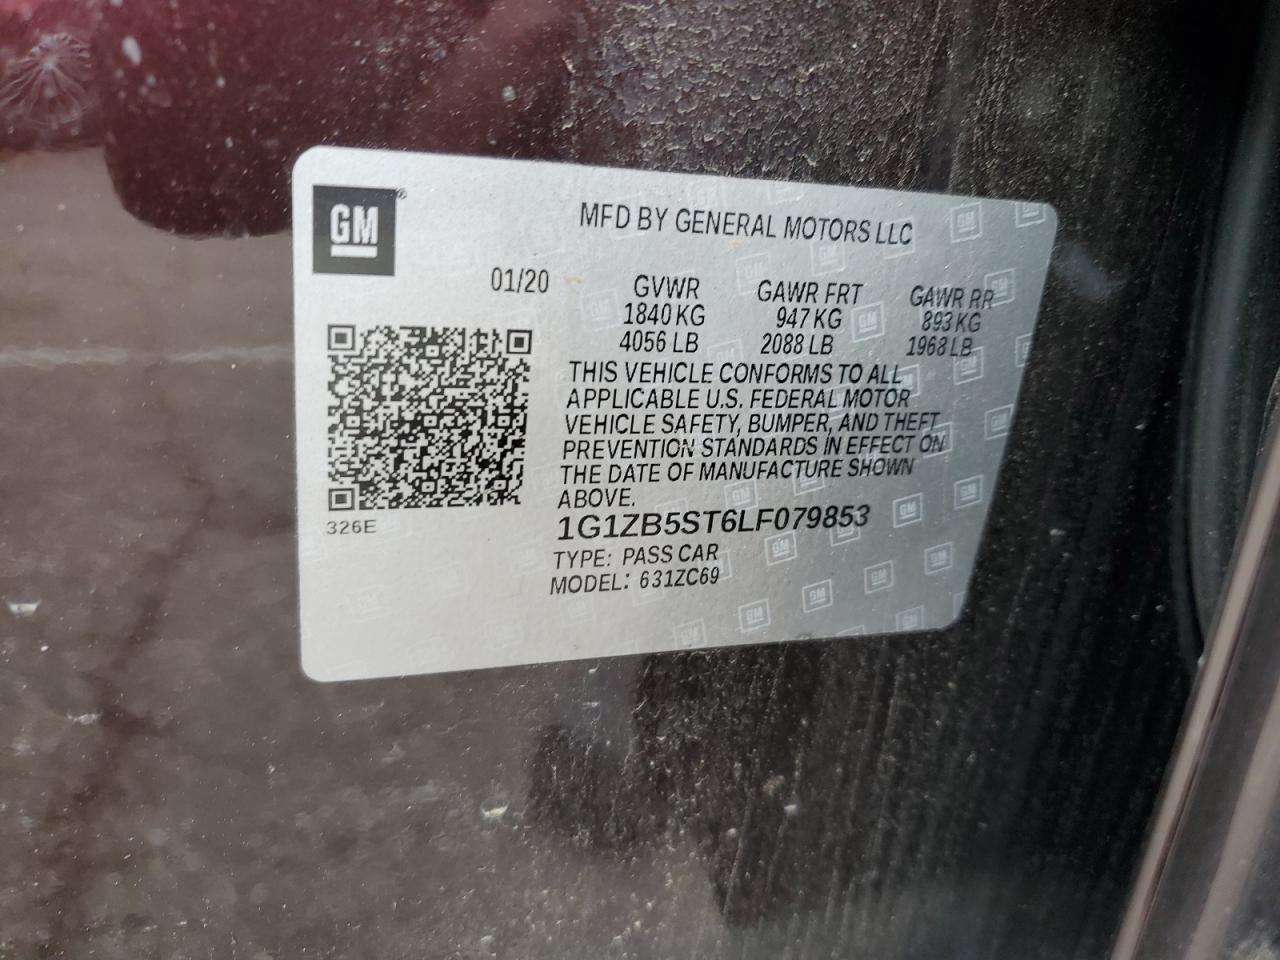 GM®
MFD BY GENERAL MOTORS LLC
01/20 GVWR GAWR FRT GAWR RR
1840 KG 947 KG 893 KG
4056 LB 2088 LB 1968 LB
THIS VEHICLE CONFORMS TO ALL
APPLICABLE U.S. FEDERAL MOTOR
VEHICLE SAFETY, BUMPER, AND THEFT
PREVENTION STANDARDS IN EFFECT ON
THE DATE OF MANUFACTURE SHOWN
ABOVE.
326E
1G1ZB5ST6LF079853
TYPE: PASS CAR
MODEL: 631ZC69